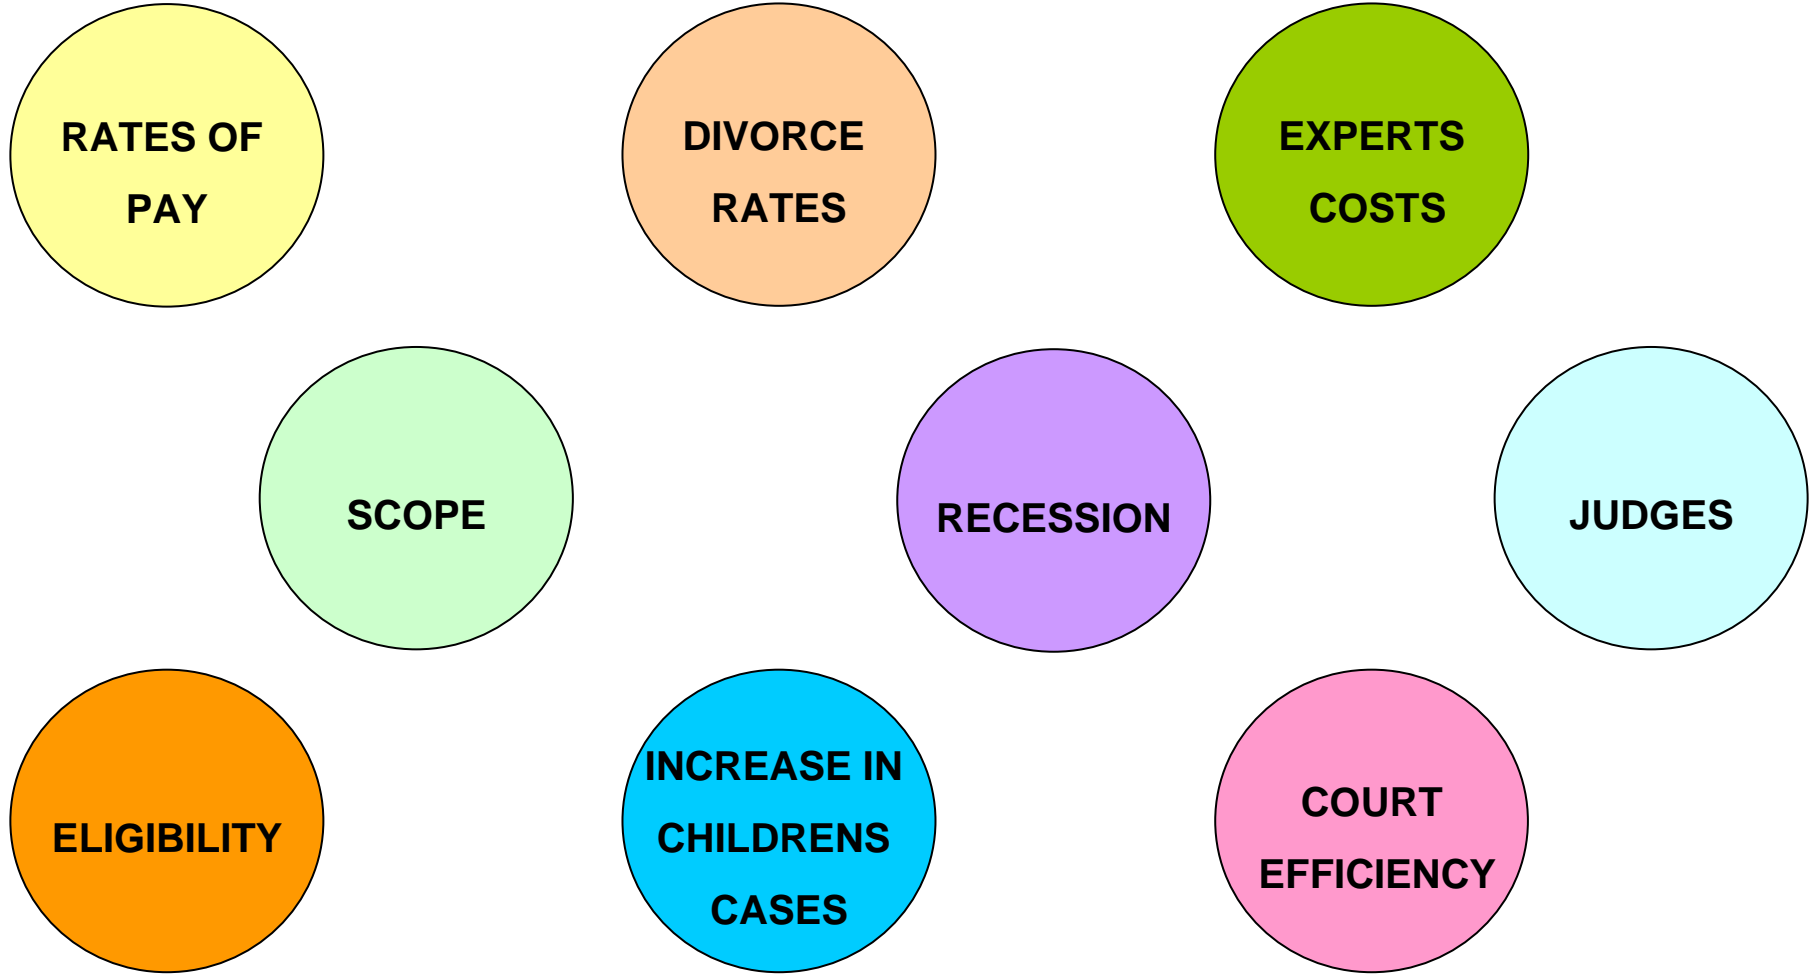 RATES OF
PAY
DIVORCE
RATES
EXPERTS
COSTS
SCOPE
RECESSION
JUDGES
ELIGIBILITY
INCREASE IN
CHILDRENS
CASES
COURT
EFFICIENCY